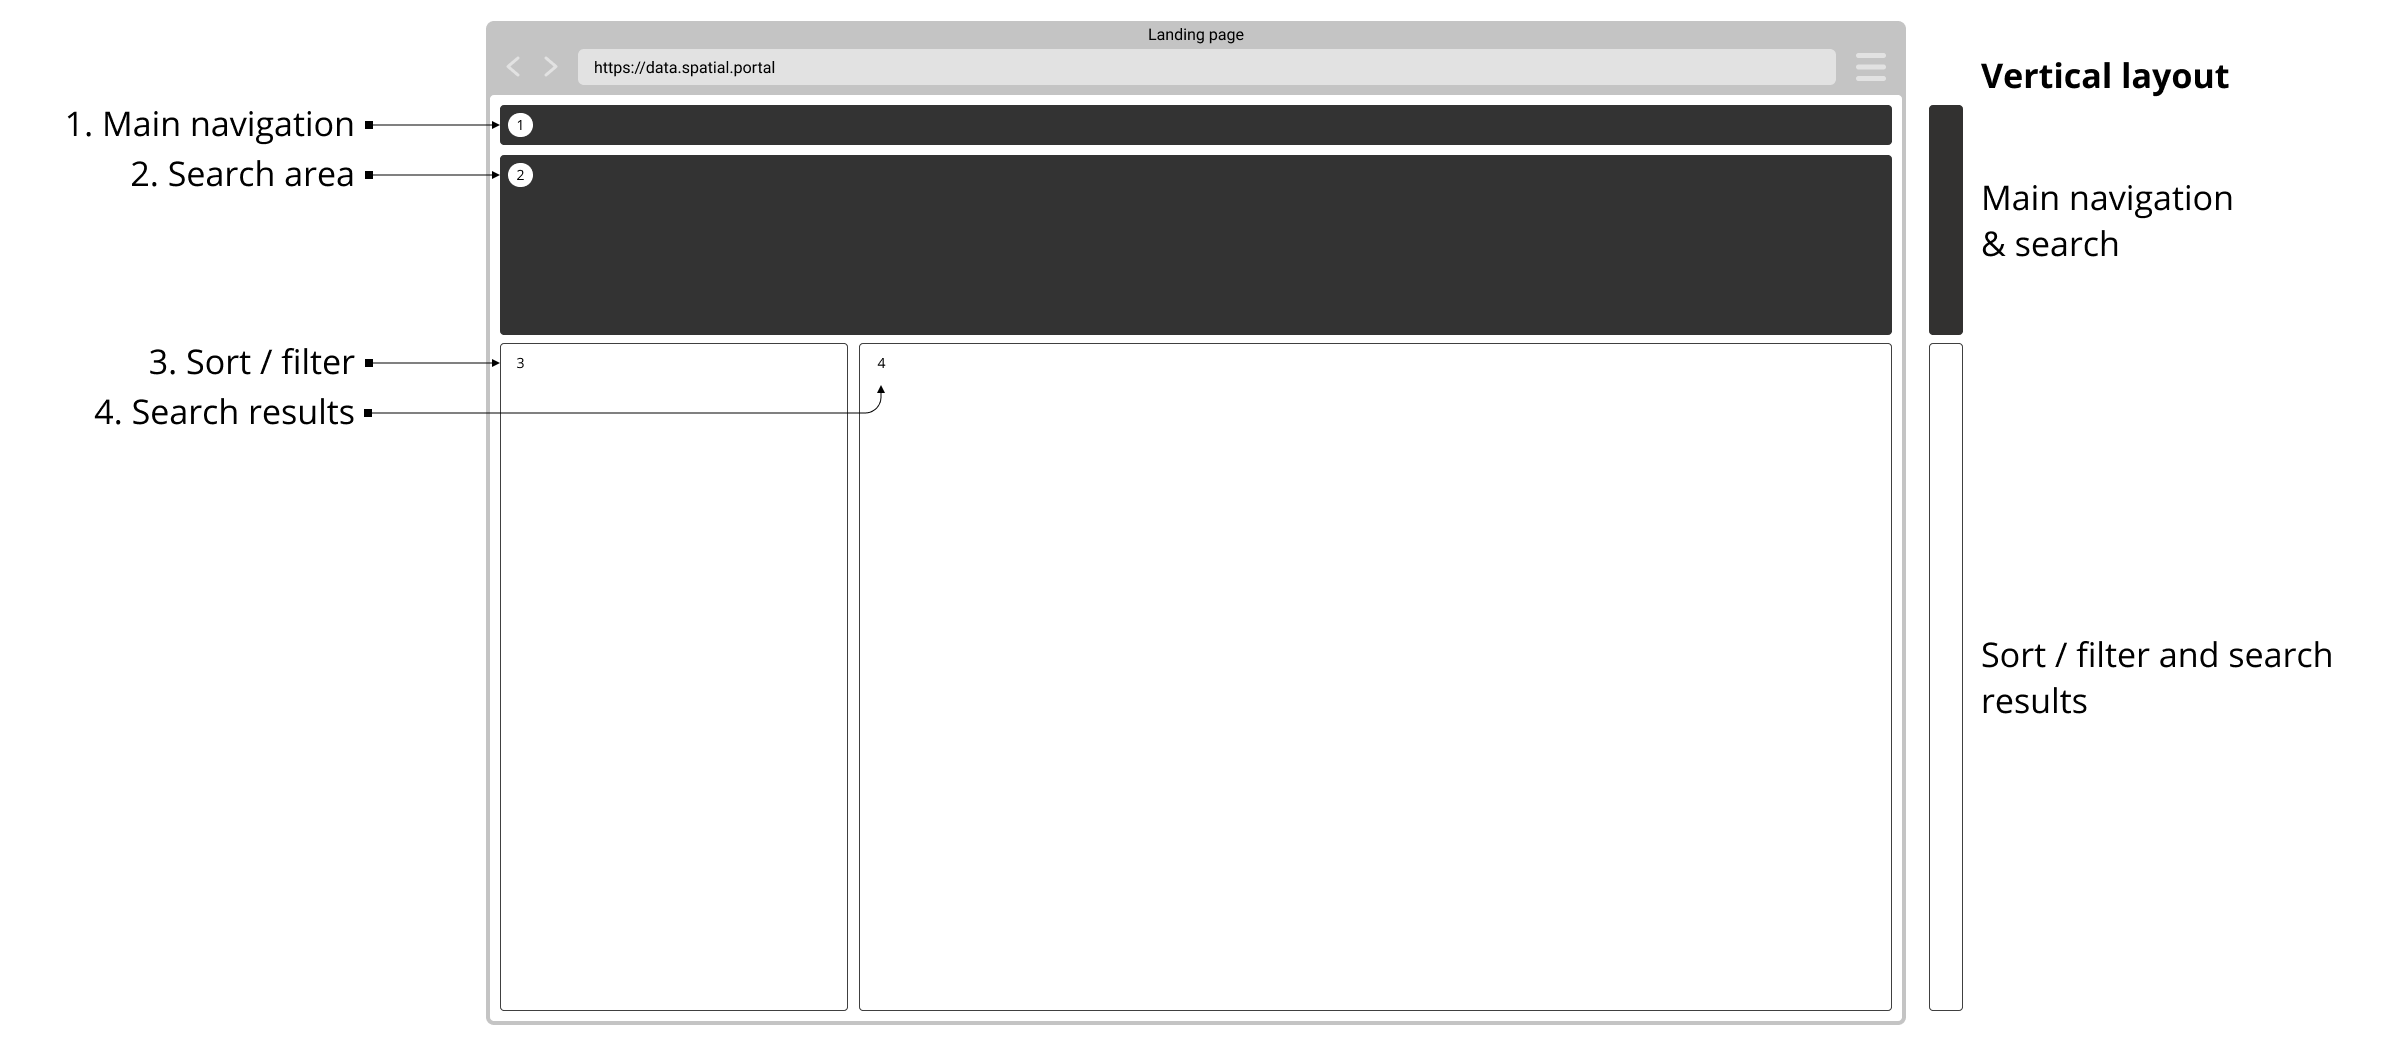 Landing page
https://data.spatial.portal
Vertical layout
1. Main navigation
1
2. Search area
2
Main navigation
& search
3. Sort / filter
3
4
4. Search results
Sort / filter and search
results